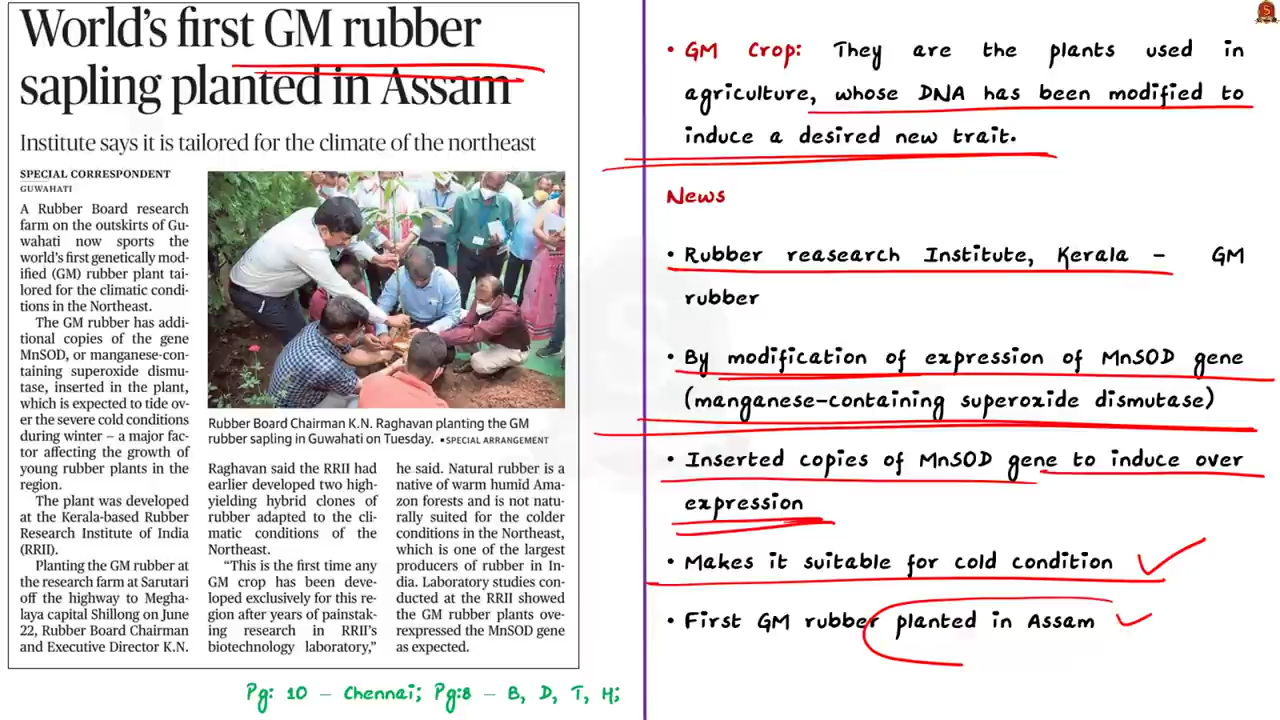 World's first GM rubber
sapling planted in Assam
Institute says it is tailored for the climate of the northeast
SPECIAL CORRESPONDENT
GUWAHATI
A Rubber Board research
farm on the outskirts of Gu-
wahati now sports the
world's first genetically mod-
ified (GM) rubber plant tai-
lored for the climatic condi-
tions in the Northeast.
The GM rubber has addi-
tional copies of the gene
MnSOD, or manganese-con-
taining superoxide dismu-
tase, inserted in the plant,
which is expected to tide ov-
er the severe cold conditions
during winter – a major fac-
tor affecting the growth of
young rubber plants in the
region.
The plant was developed
at the Kerala-based Rubber
Research Institute of India
(RRII).
Planting the GM rubber at
the research farm at Sarutari
off the highway to Megha-
laya capital Shillong on June
22, Rubber Board Chairman
and Executive Director K.N.
Rubber Board Chairman K.N. Raghavan planting the GM
rubber sapling in Guwahati on Tuesday. ▪SPECIAL ARRANGEMENT
Raghavan said the RRII had
earlier developed two high-
yielding hybrid clones of
rubber adapted to the cli-
matic conditions of the
Northeast.
"This is the first time any
GM crop has been deve-
loped exclusively for this re-
gion after years of painstak-
ing research in RRII's
biotechnology laboratory,"
he said. Natural rubber is a
native of warm humid Ama-
zon forests and is not natu-
rally suited for the colder
conditions in the Northeast,
which is one of the largest
producers of rubber in In-
dia. Laboratory studies con-
ducted at the RRII showed
the GM rubber plants ove-
rexpressed the MnSOD gene
as expected.
Pg: 10 – Chennai; Pg:8 – B, D, T, H;
• GM Crop: They are the plants used in
agriculture, whose DNA has been modified to
induce a desired new trait.
News
• Rubber reasearch Institute, Kerala – GM
rubber
• By modification of expression of MnSOD gene
(manganese-containing superoxide dismutase)
• Inserted copies of MnSOD gene to induce over
expression
• Makes it suitable for cold condition
• First GM rubber planted in Assam